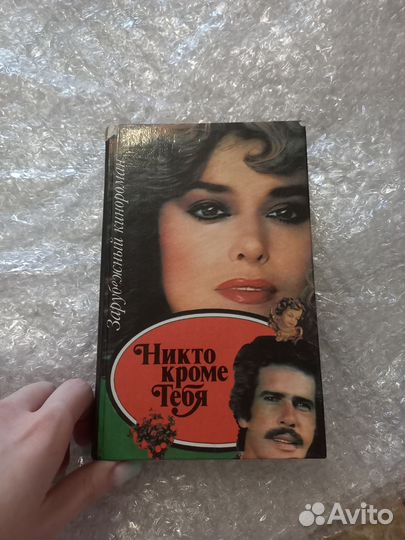 Зарубежный кинороман
Никто
кроме
Тебя
Avito